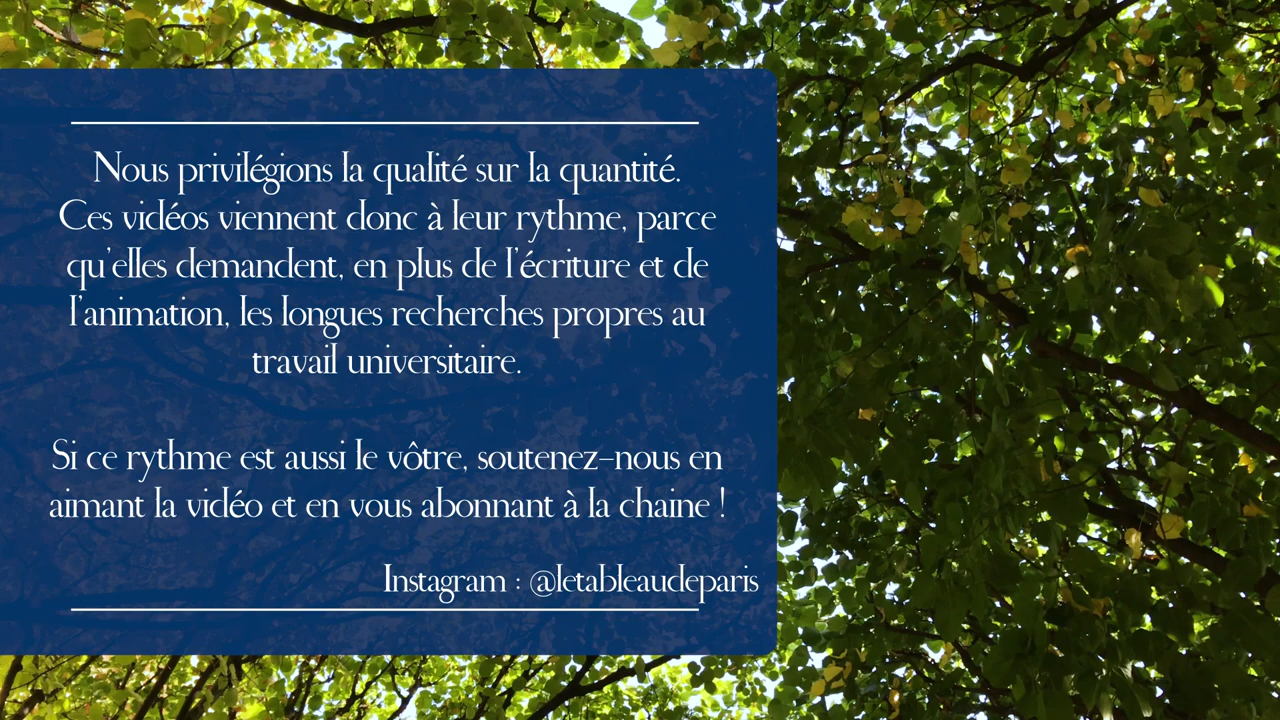 Nous privilégions la qualité sur la quantité.
Ces vidéos viennent donc à leur rythme, parce
qu'elles demandent, en plus de l'écriture et de
l'animation, les longues recherches propres au
travail universitaire.
Si ce rythme est aussi le vôtre, soutenez-nous en
aimant la vidéo et en vous abonnant à la chaine !
Instagram : @letableaudeparis